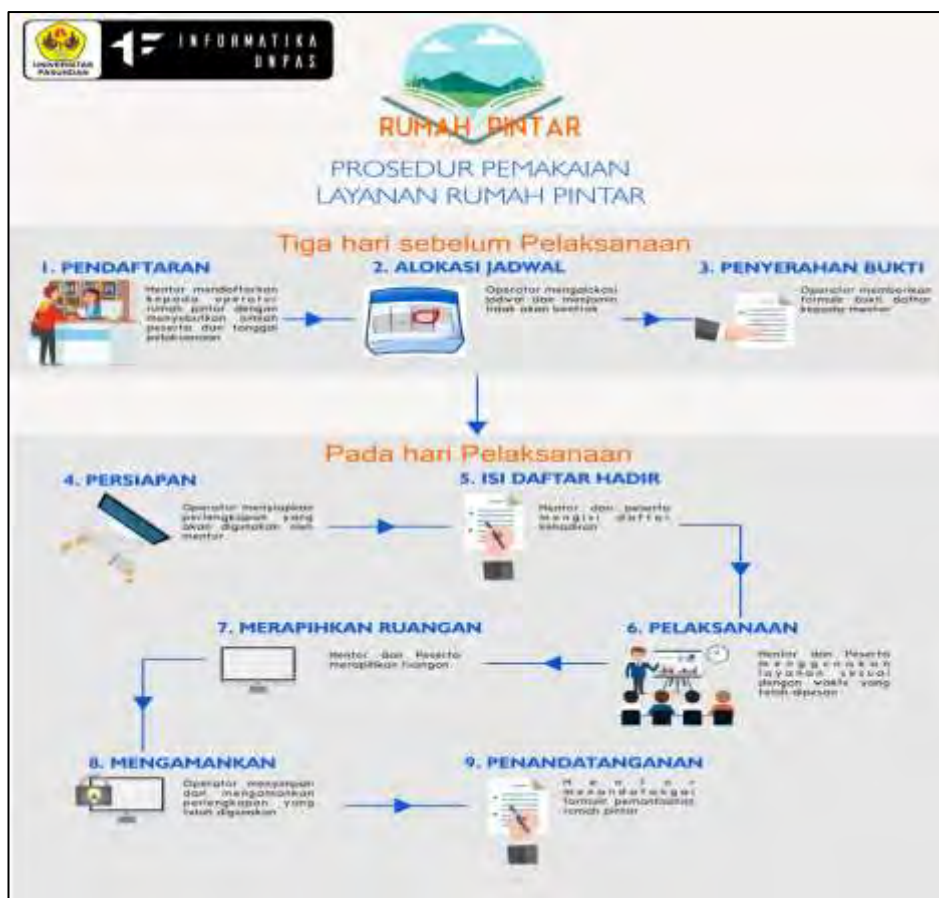 UNIVERSITAS
PASUNDAN
INFORMATIKA
UNPAS
RUMAH PINTAR
PROSEDUR PEMAKAIAN
LAYANAN RUMAH PINTAR
Tiga hari sebelum Pelaksanaan
1. PENDAFTARAN
Mentor mendaftarkan
kepada operator
rumah pintar dengan
menyebutkan jumlah
peserta dan tanggal
pelaksanaan
2. ALOKASI JADWAL
Operator mengalokasi
jadwal dan menjamin
tidak akan bentrok
3. PENYERAHAN BUKTI
Operator memberikan
formulir bukti daftar
kepada mentor
Pada hari Pelaksanaan
4. PERSIAPAN
Operator menyiapkan
perlengkapan yang
akan digunakan oleh
mentor
5. ISI DAFTAR HADIR
Mentor dan peserta
mengisi daftar
kehadiran
6. PELAKSANAAN
Mentor dan Peserta
menggunakan
layanan sesuai
dengan waktu yang
telah dipesan
7. MERAPIHKAN RUANGAN
Mentor dan Peserta
merapihkan ruangan
8. MENGAMANKAN
Operator menyimpan
dan mengamankan
perlengkapan yang
telah digunakan
9. PENANDATANGANAN
Mentor
menandatangai
formulir pemanfaatan
rumah pintar